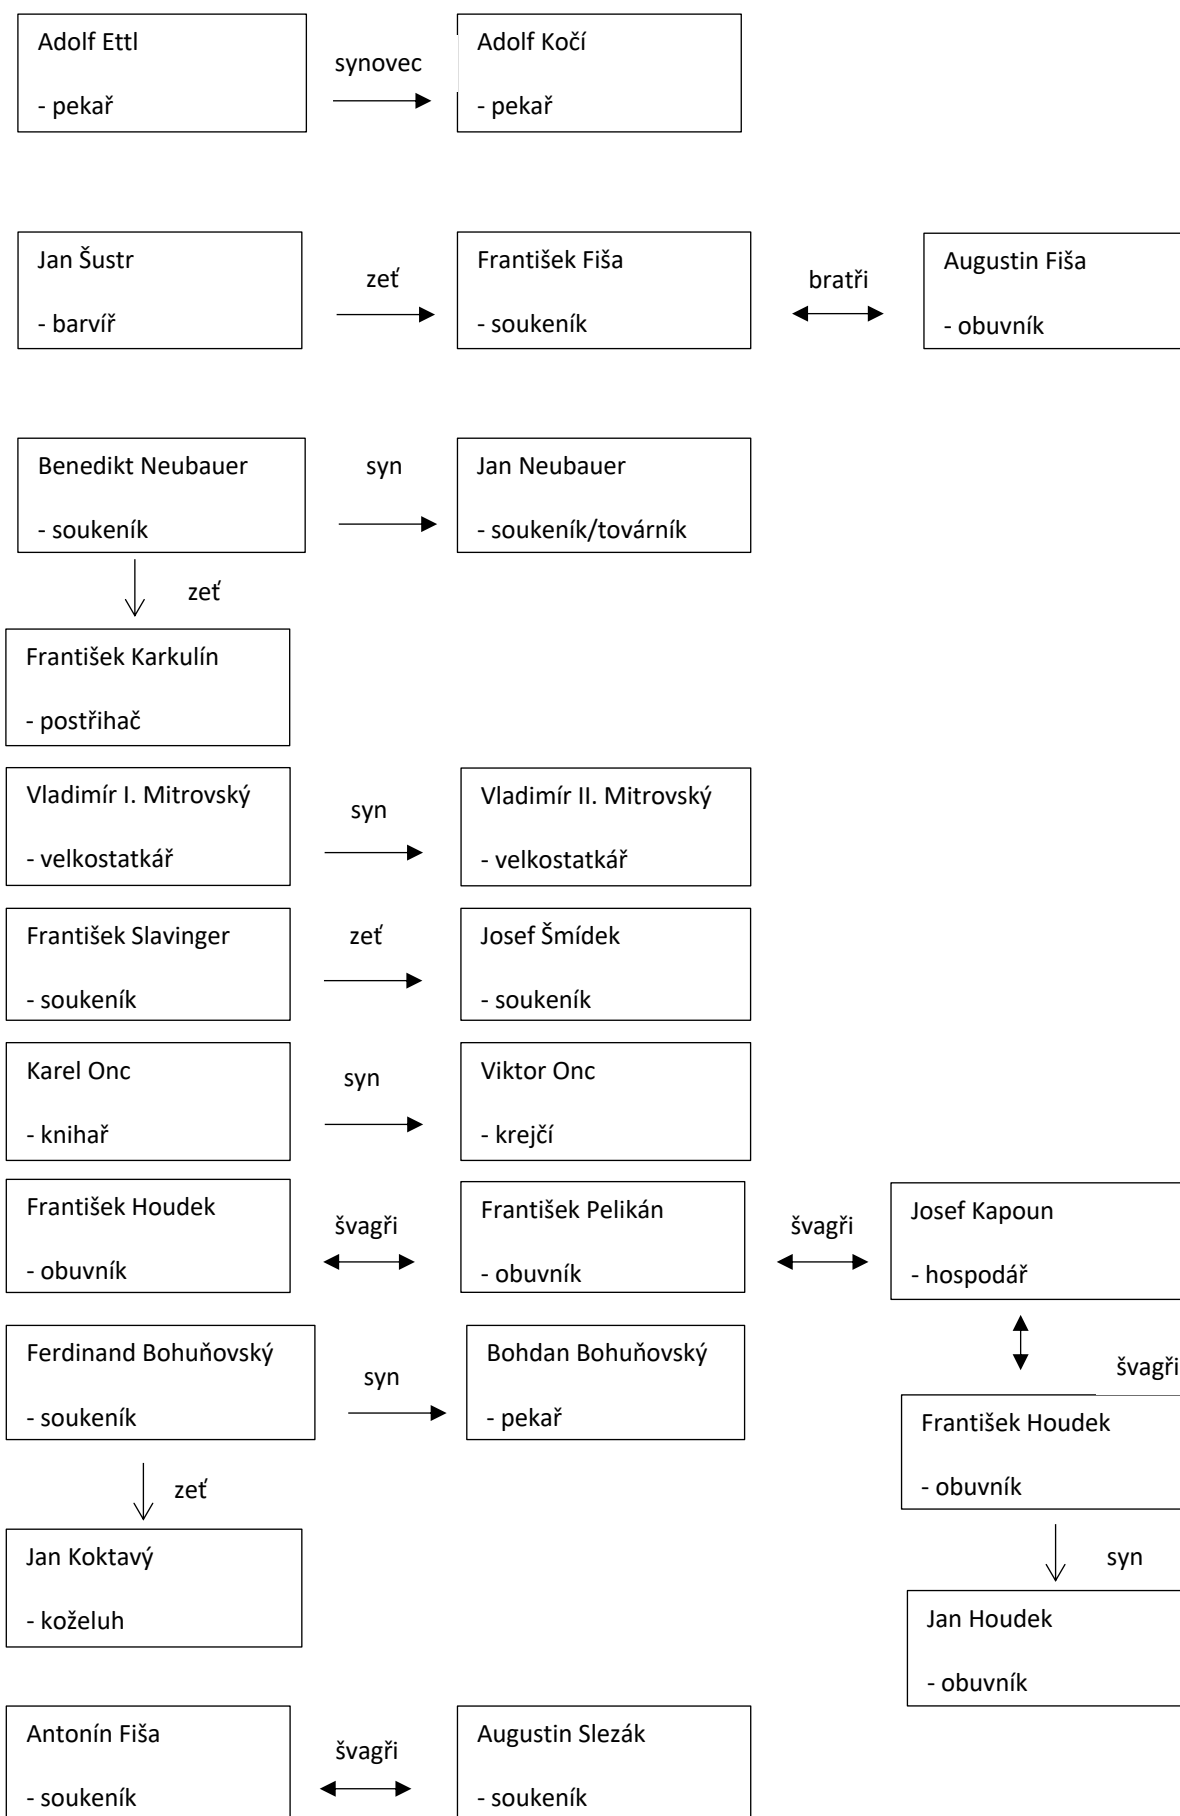 Adolf Ettl
- pekař
synovec
Adolf Kočí
- pekař
Jan Šustr
- barvíř
zeť
František Fiša
- soukeník
bratři
Augustin Fiša
- obuvník
Benedikt Neubauer
- soukeník
syn
Jan Neubauer
- soukeník/továrník
zeť
František Karkulín
- postřihač
Vladimír I. Mitrovský
- velkostatkář
syn
Vladimír II. Mitrovský
- velkostatkář
František Slavinger
- soukeník
zeť
Josef Šmídek
- soukeník
Karel Onc
- knihař
syn
Viktor Onc
- krejčí
František Houdek
- obuvník
švagři
František Pelikán
- obuvník
švagři
Josef Kapoun
- hospodář
švagři
František Houdek
- obuvník
syn
Jan Houdek
- obuvník
Ferdinand Bohuňovský
- soukeník
syn
Bohdan Bohuňovský
- pekař
zeť
Jan Koktavý
- koželuh
Antonín Fiša
- soukeník
švagři
Augustin Slezák
- soukeník